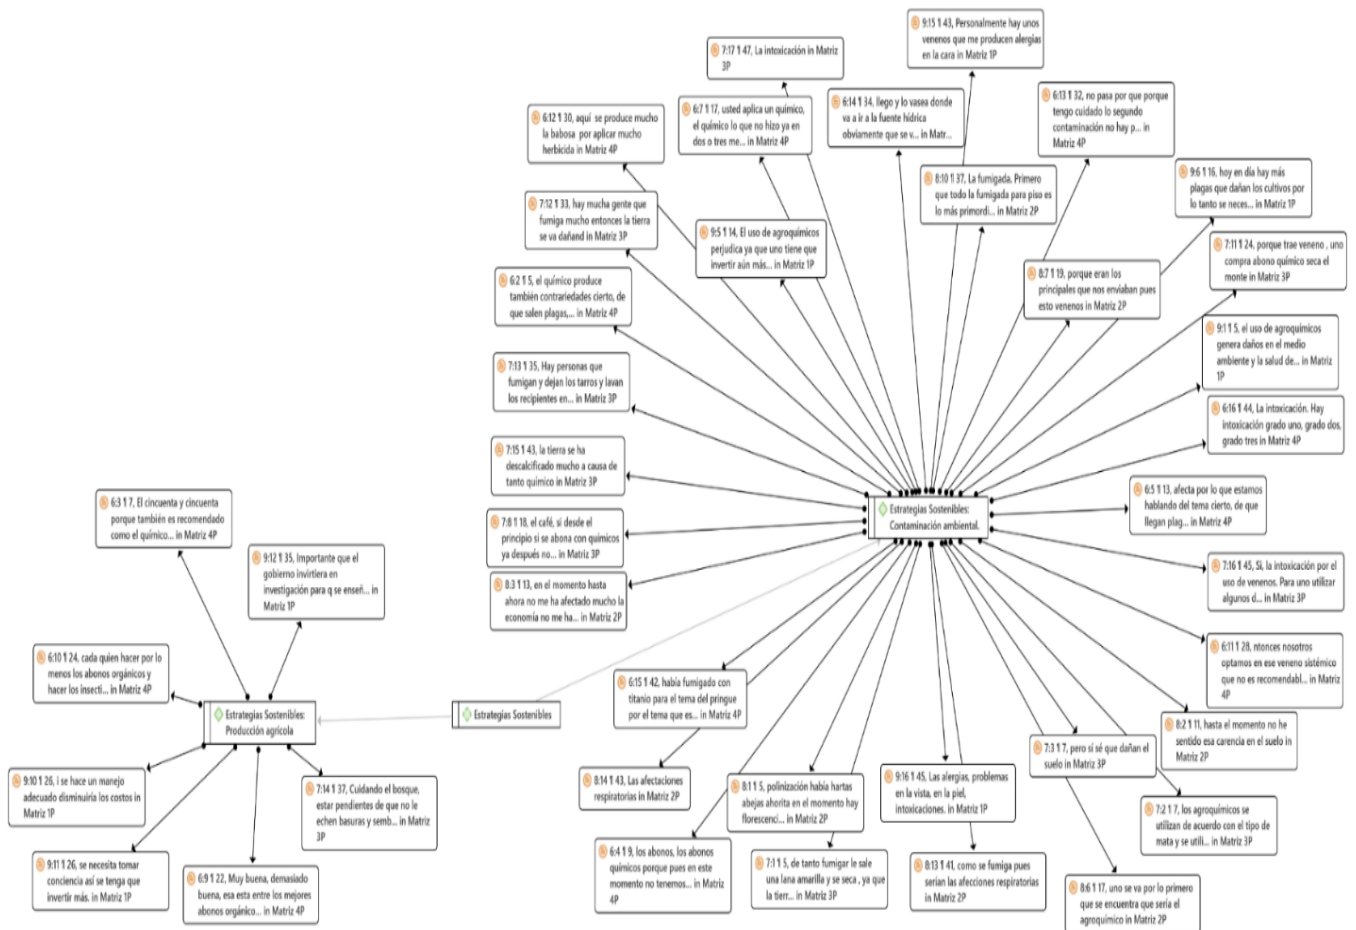 9:15 ¶ 43, Personalmente hay unos
venenos que me producen alergias
en la cara in Matriz 1P
7:17 ¶ 47, La intoxicación in Matriz
3P
6:14 ¶ 34, llego y lo vasea donde
va a ir a la fuente hídrica
obviamente que se v... in Matr...
6:13 ¶ 32, no pasa por que porque
tengo cuidado lo segundo
contaminación no hay p... in
Matriz 4P
6:12 ¶ 30, aquí se produce mucho
la babosa por aplicar mucho
herbicida in Matriz 4P
6:7 ¶ 17, usted aplica un químico,
el químico lo que no hizo ya en
dos o tres me... in Matriz 4P
8:10 ¶ 37, La fumigada. Primero
que todo la fumigada para piso es
lo más primordi... in Matriz 2P
9:6 ¶ 16, hoy en día hay más
plagas que dañan los cultivos por
lo tanto se neces... in Matriz 1P
7:12 ¶ 33, hay mucha gente que
fumiga mucho entonces la tierra
se va dañand in Matriz 3P
9:5 ¶ 14, El uso de agroquímicos
perjudica ya que uno tiene que
invertir aún más... in Matriz 1P
7:11 ¶ 24, porque trae veneno , uno
compra abono químico seca el
monte in Matriz 3P
6:2 ¶ 5, el químico produce
también contrariedades cierto, de
que salen plagas,... in Matriz 4P
8:7 ¶ 19, porque eran los
principales que nos enviaban pues
esto venenos in Matriz 2P
9:1 ¶ 5, el uso de agroquímicos
genera daños en el medio
ambiente y la salud de... in Matriz
1P
7:13 ¶ 35, Hay personas que
fumigan y dejan los tarros y lavan
los recipientes en... in Matriz 3P
6:16 ¶ 44, La intoxicación. Hay
intoxicación grado uno, grado dos,
grado tres in Matriz 4P
7:15 ¶ 43, la tierra se ha
descalcificado mucho a causa de
tanto químico in Matriz 3P
6:5 ¶ 13, afecta por lo que estamos
hablando del tema cierto, de que
llegan plag... in Matriz 4P
6:3 ¶ 7, El cincuenta y cincuenta
porque también es recomendado
como el químico... in Matriz 4P
Estrategias Sostenibles:
Contaminación ambiental.
7:8 ¶ 18, el café, si desde el
principio si se abona con químicos
ya después no... in Matriz 3P
9:12 ¶ 35, Importante que el
gobierno invirtiera en
investigación para q se enseñ... in
Matriz 1P
8:3 ¶ 13, en el momento hasta
ahora no me ha afectado mucho la
economía no me ha... in Matriz 2P
7:16 ¶ 45, Si, la intoxicación por el
uso de venenos. Para uno utilizar
algunos d... in Matriz 3P
6:10 ¶ 24, cada quien hacer por lo
menos los abonos orgánicos y
hacer los insecti... in Matriz 4P
6:11 ¶ 28, ntonces nosotros
optamos en ese veneno sistémico
que no es recomendabl... in Matriz
4P
6:15 ¶ 42, había fumigado con
titanio para el tema del pringue
por el tema que es... in Matriz 4P
Estrategias Sostenibles:
Producción agrícola
Estrategias Sostenibles
8:2 ¶ 11, hasta el momento no he
sentido esa carencia en el suelo in
Matriz 2P
7:3 ¶ 7, pero sí sé que dañan el
suelo in Matriz 3P
9:10 ¶ 26, i se hace un manejo
adecuado disminuiría los costos in
Matriz 1P
7:14 ¶ 37, Cuidando el bosque,
estar pendientes de que no le
echen basuras y semb... in Matriz
3P
8:14 ¶ 43, Las afectaciones
respiratorias in Matriz 2P
8:1 ¶ 5, polinización había hartas
abejas ahorita en el momento hay
florescenci... in Matriz 2P
9:16 ¶ 45, Las alergias, problemas
en la vista, en la piel,
intoxicaciones. in Matriz 1P
7:2 ¶ 7, los agroquímicos se
utilizan de acuerdo con el tipo de
mata y se utili... in Matriz 3P
9:11 ¶ 26, se necesita tomar
conciencia así se tenga que
invertir más. in Matriz 1P
6:9 ¶ 22, Muy buena, demasiado
buena, esa esta entre los mejores
abonos orgánico... in Matriz 4P
6:4 ¶ 9, los abonos, los abonos
químicos porque pues en este
momento no tenemos... in Matriz
4P
7:1 ¶ 5, de tanto fumigar le sale
una lana amarilla y se seca , ya que
la tierr... in Matriz 3P
8:13 ¶ 41, como se fumiga pues
serian las afecciones respiratorias
in Matriz 2P
8:6 ¶ 17, uno se va por lo primero
que se encuentra que sería el
agroquímico in Matriz 2P